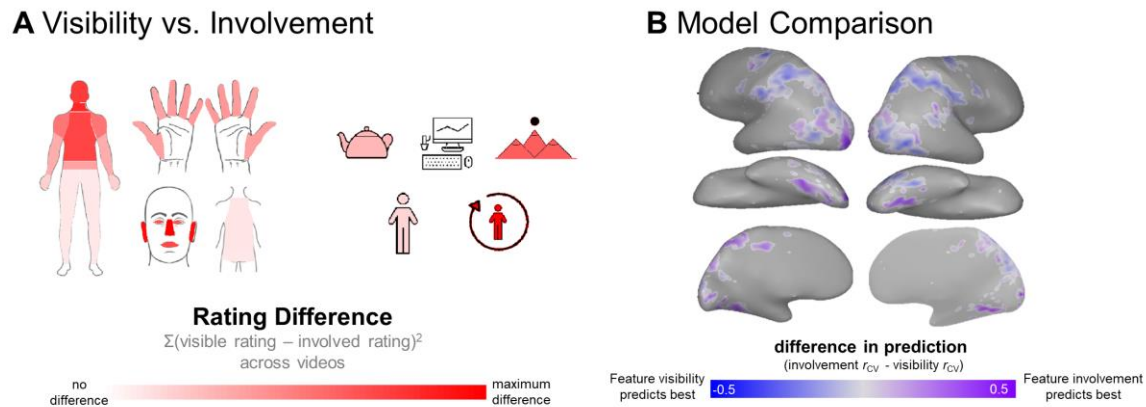 A Visibility vs. Involvement
Rating Difference
Σ(visible rating – involved rating)²
across videos
no
difference
maximum
difference
B Model Comparison
difference in prediction
(involvement rCV - visibility rCV)
Feature visibility
predicts best
-0.5
0.5
Feature involvement
predicts best